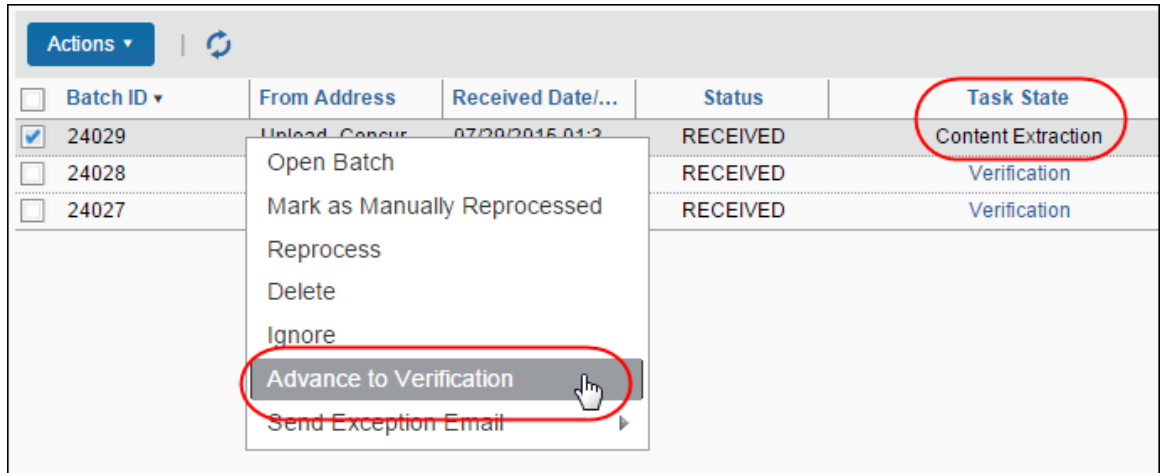 Actions
Batch ID From Address Received Date/... Status Task State
24029 RECEIVED Content Extraction
24028 RECEIVED Verification
24027 RECEIVED Verification
Open Batch
Mark as Manually Reprocessed
Reprocess
Delete
Ignore
Advance to Verification
Send Exception Email